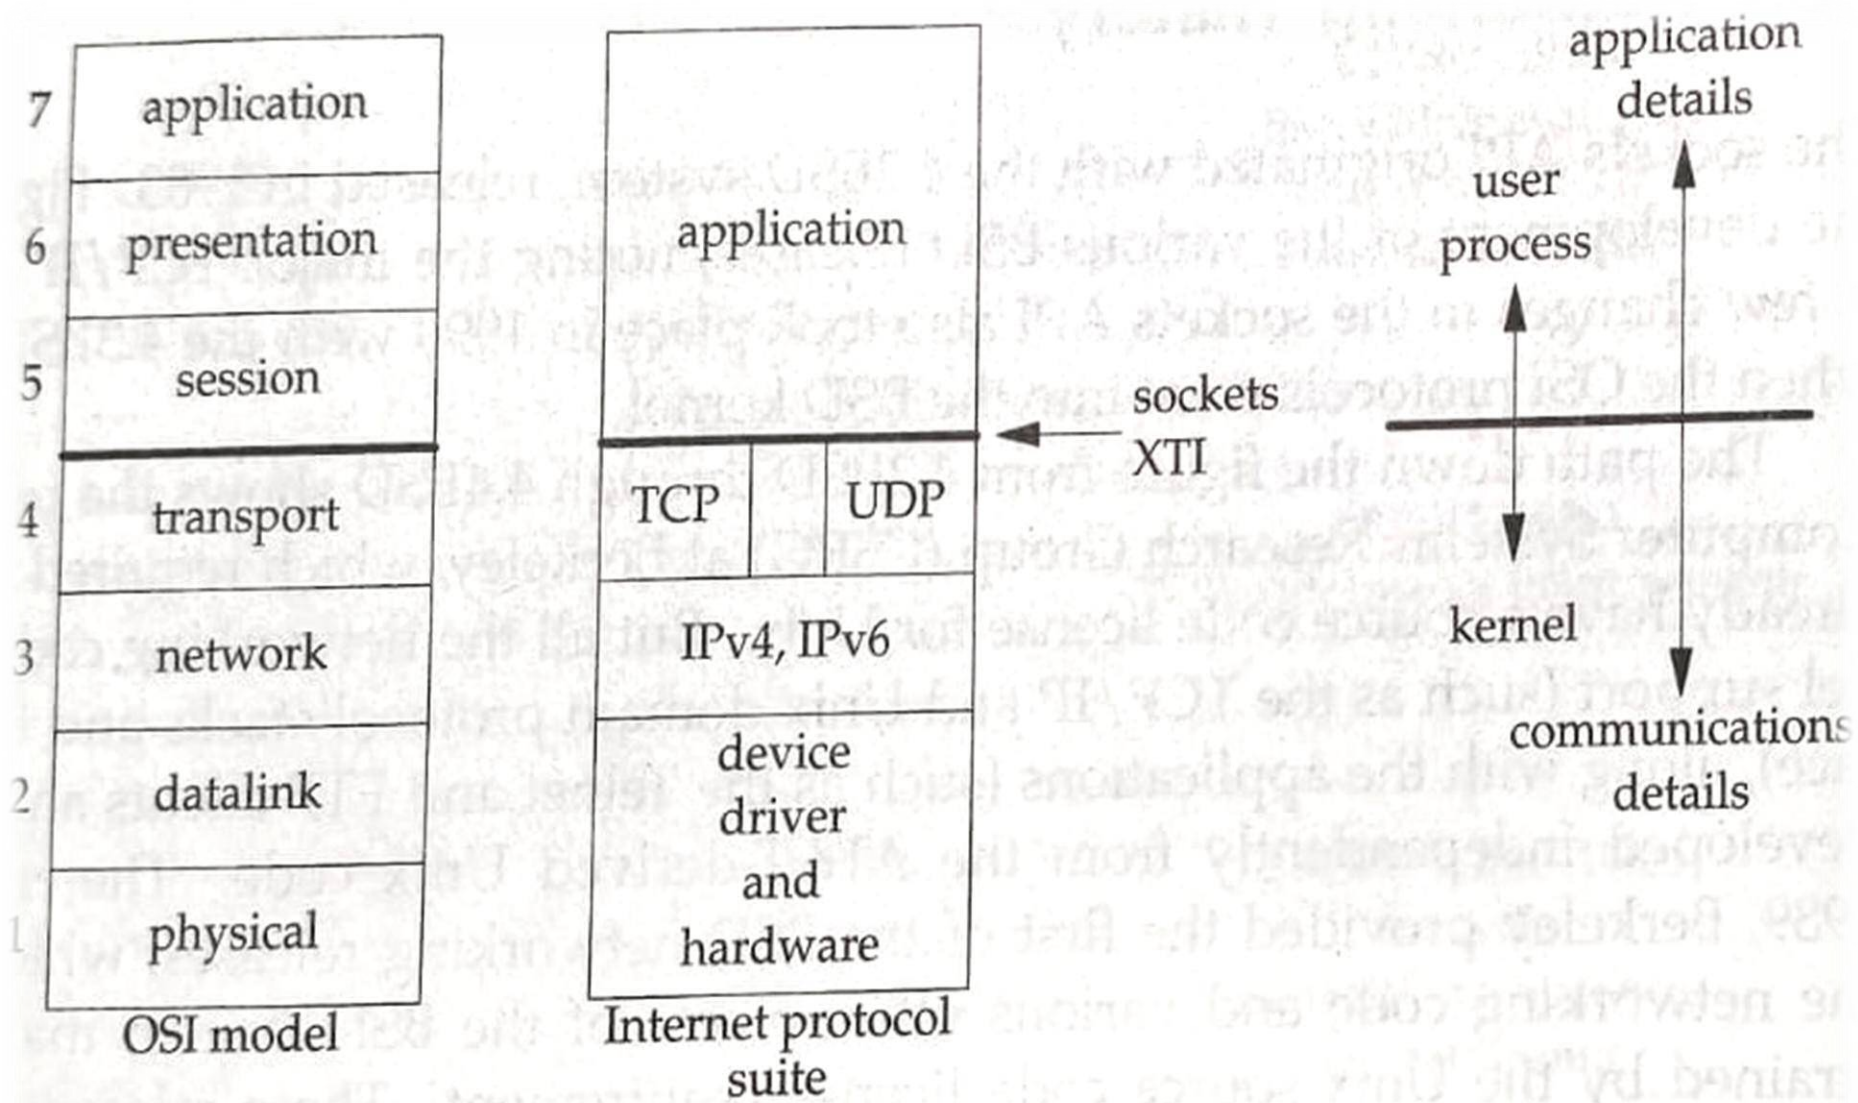 7 application
6 presentation
5 session
4 transport
3 network
2 datalink
1 physical
OSI model
application
TCP UDP
IPv4, IPv6
device
driver
and
hardware
Internet protocol
suite
sockets
XTI
user
process
kernel
application
details
communications
details